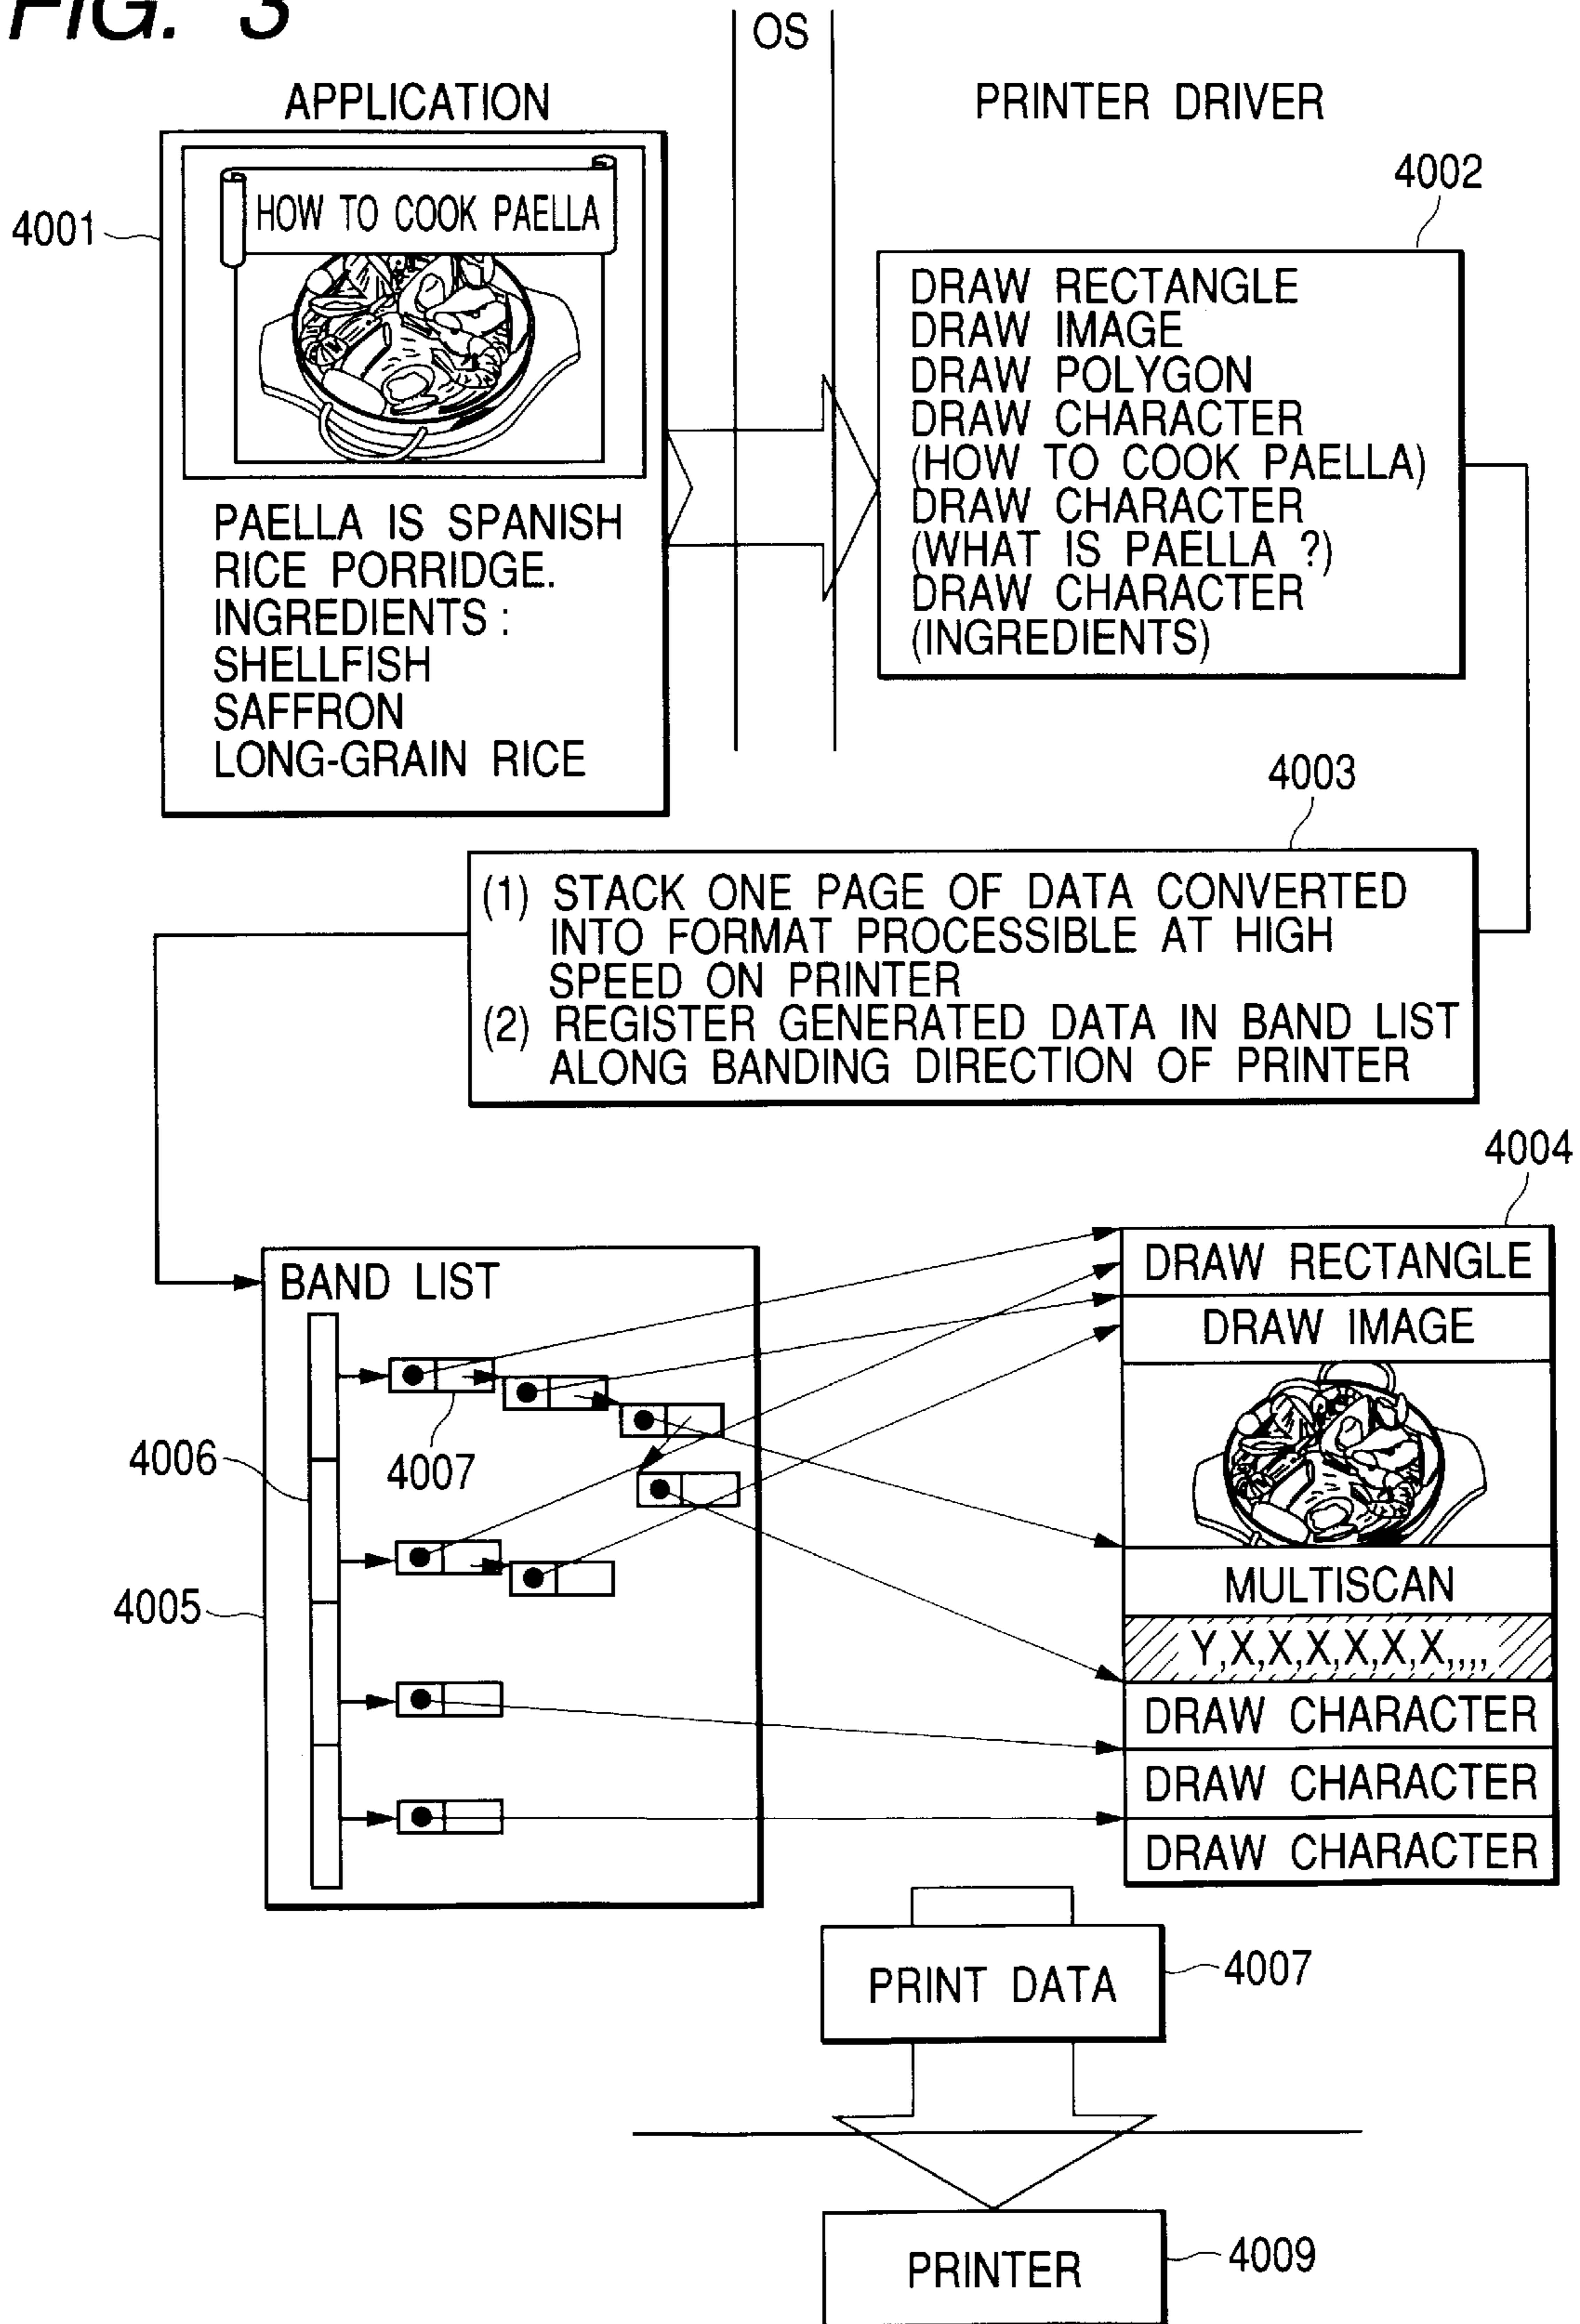 FIG. 3
OS
APPLICATION
PRINTER DRIVER
4001
HOW TO COOK PAELLA
PAELLA IS SPANISH
RICE PORRIDGE.
INGREDIENTS :
SHELLFISH
SAFFRON
LONG-GRAIN RICE
4002
DRAW RECTANGLE
DRAW IMAGE
DRAW POLYGON
DRAW CHARACTER
(HOW TO COOK PAELLA)
DRAW CHARACTER
(WHAT IS PAELLA ?)
DRAW CHARACTER
(INGREDIENTS)
4003
(1) STACK ONE PAGE OF DATA CONVERTED
INTO FORMAT PROCESSIBLE AT HIGH
SPEED ON PRINTER
(2) REGISTER GENERATED DATA IN BAND LIST
ALONG BANDING DIRECTION OF PRINTER
BAND LIST
4007
4006
4005
4004
DRAW RECTANGLE
DRAW IMAGE
MULTISCAN
Y,X,X,X,X,X,X,,,,
DRAW CHARACTER
DRAW CHARACTER
DRAW CHARACTER
PRINT DATA
4007
PRINTER
4009